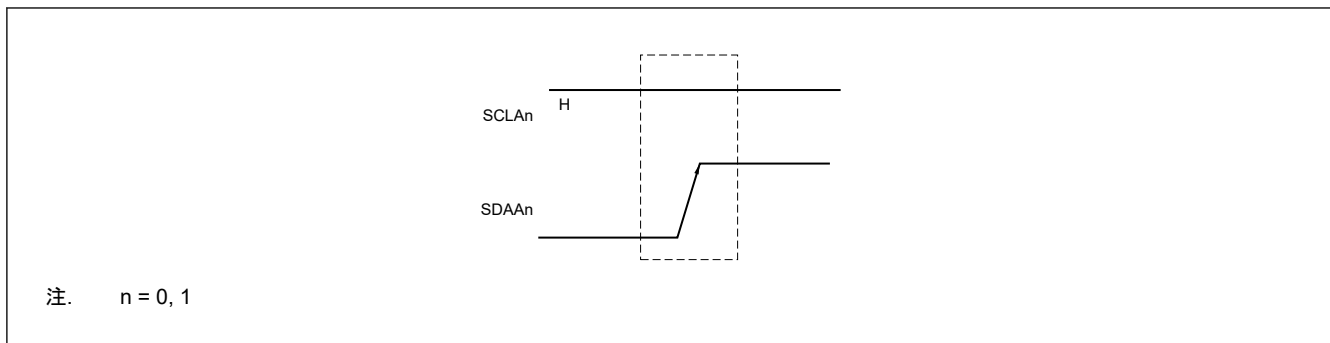 H
SCLAn
SDAAn
注. n = 0, 1